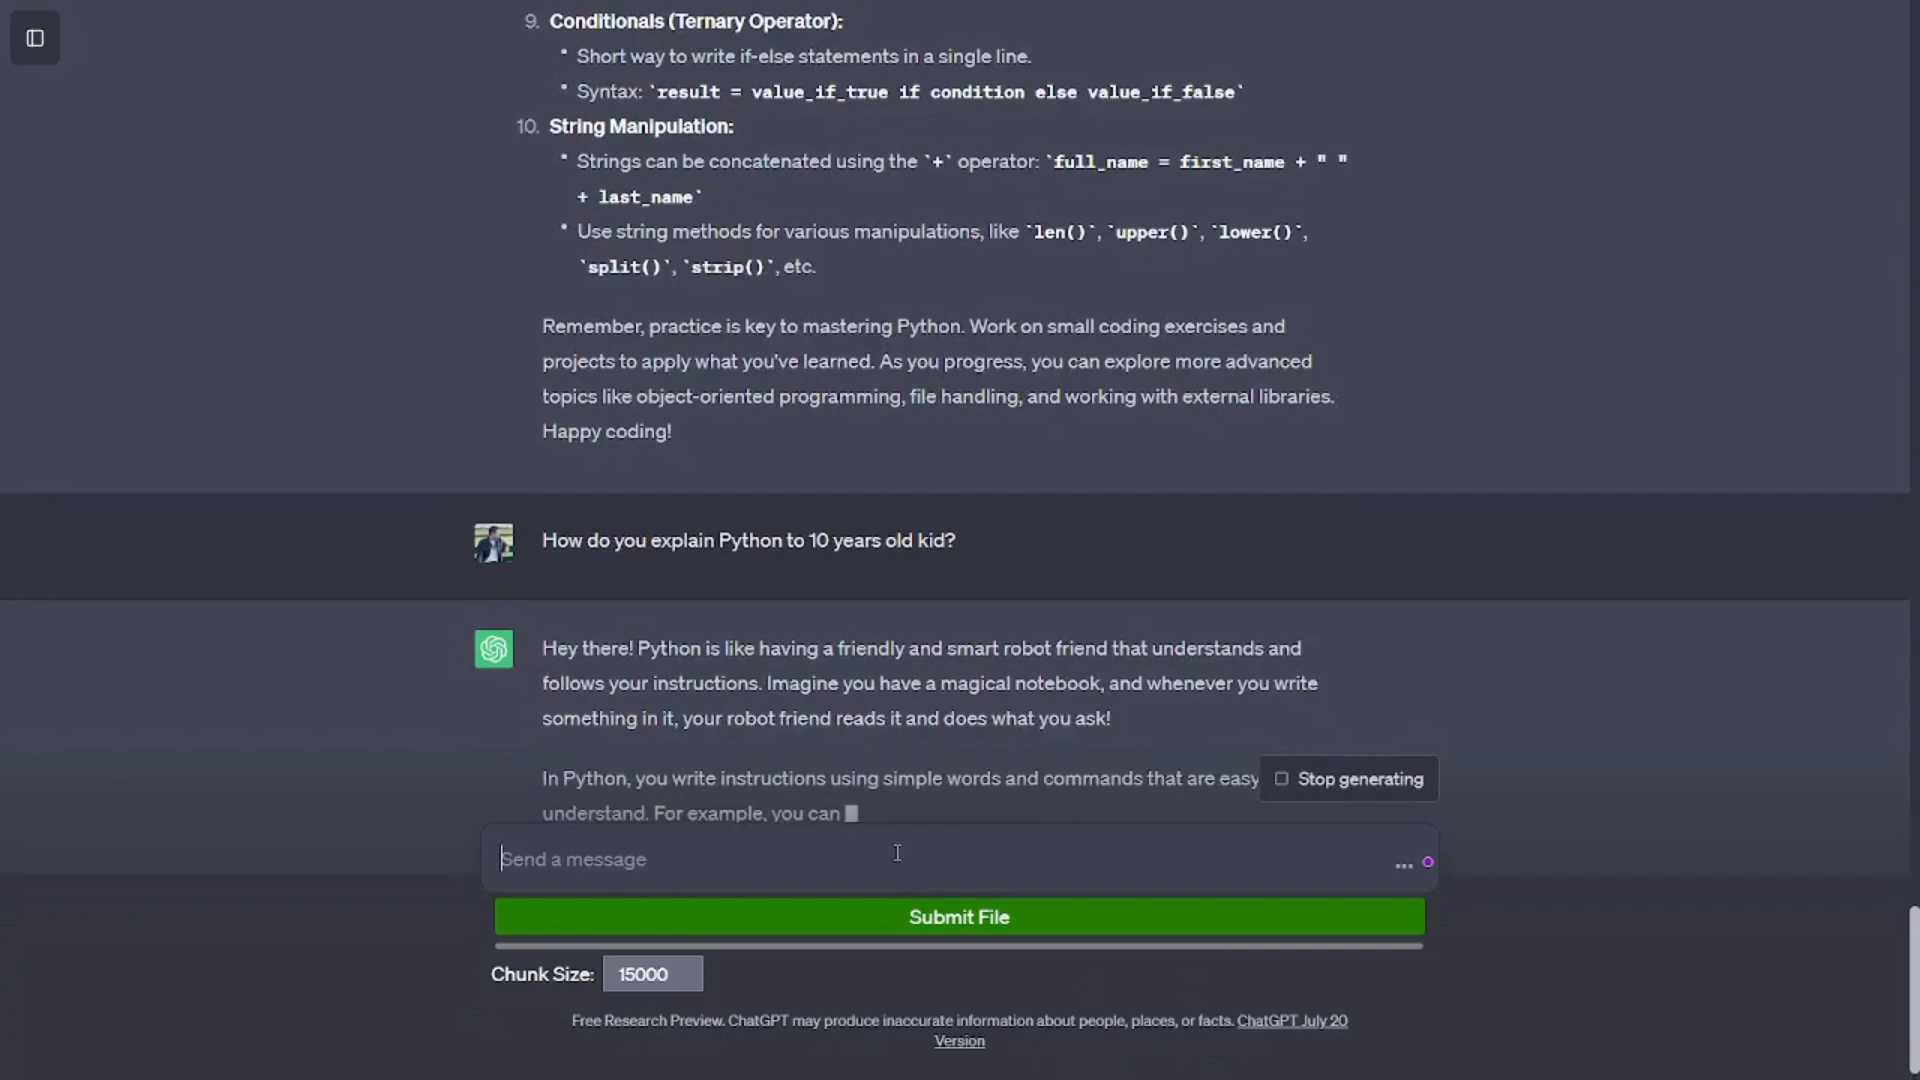 9. Conditionals (Ternary Operator):
• Short way to write if-else statements in a single line.
• Syntax: `result = value_if_true if condition else value_if_false`
10. String Manipulation:
• Strings can be concatenated using the `+` operator: `full_name = first_name + " "
+ last_name`
• Use string methods for various manipulations, like `len()`, `upper()`, `lower()`,
`split()`, `strip()`, etc.
Remember, practice is key to mastering Python. Work on small coding exercises and
projects to apply what you've learned. As you progress, you can explore more advanced
topics like object-oriented programming, file handling, and working with external libraries.
Happy coding!
How do you explain Python to 10 years old kid?
Hey there! Python is like having a friendly and smart robot friend that understands and
follows your instructions. Imagine you have a magical notebook, and whenever you write
something in it, your robot friend reads it and does what you ask!
In Python, you write instructions using simple words and commands that are easy
Stop generating
understand. For example, you can
Send a message
Submit File
Chunk Size: 15000
Free Research Preview. ChatGPT may produce inaccurate information about people, places, or facts. ChatGPT July 20
Version